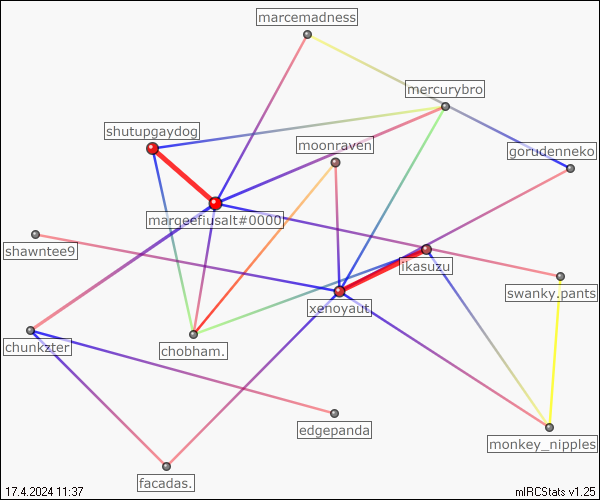 marcemadness
mercurybro
shutupgaydog
moonraven
gorudenneko
marqeefiusalt#0000
shawntee9
ikasuzu
swanky.pants
xenoyaut
chunkzter
chobham.
edgepanda
monkey_nipples
facadas.
17.4.2024 11:37
mIRCStats v1.25